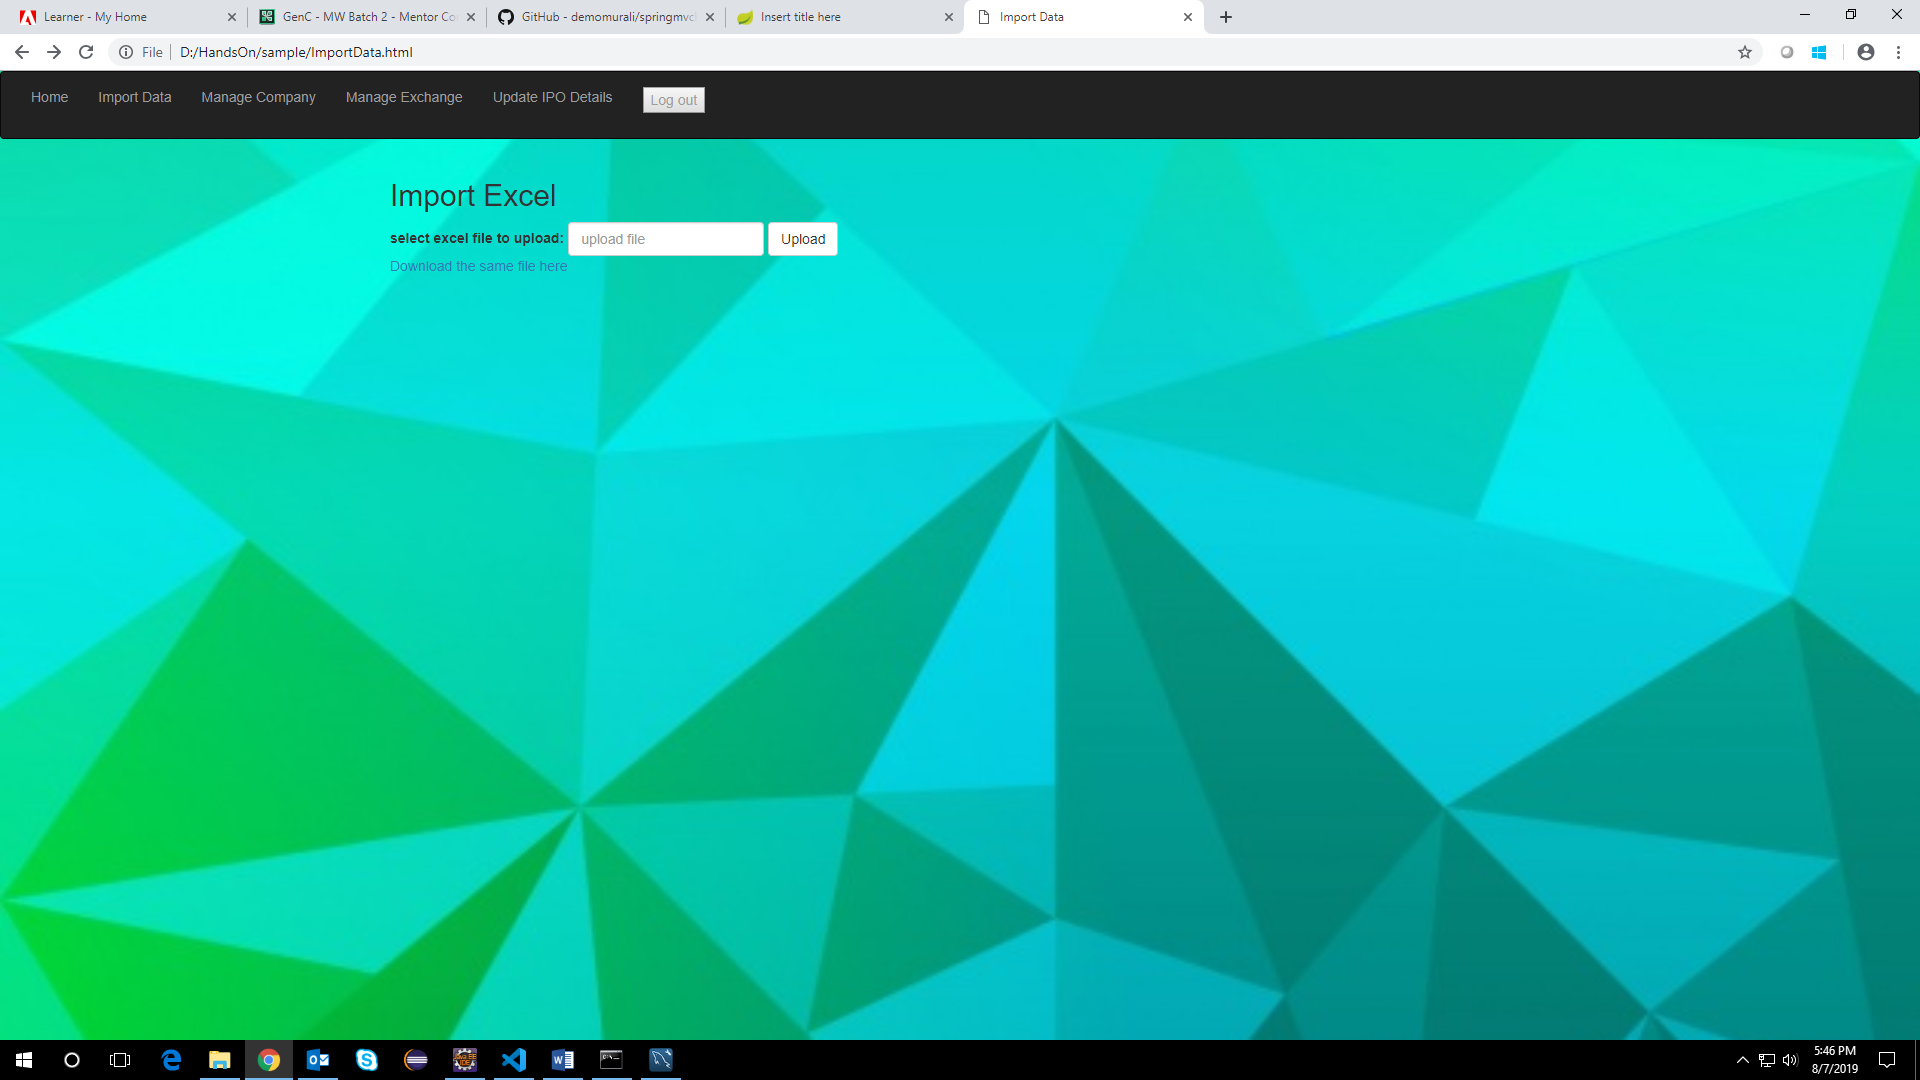 Learner - My Home
GenC - MW Batch 2 - Mentor Co
GitHub - demomurali/springmvc
Insert title here
Import Data
File
D:/HandsOn/sample/ImportData.html
Home
Import Data
Manage Company
Manage Exchange
Update IPO Details
Log out
Import Excel
select excel file to upload: upload file Upload
Download the same file here
5:46 PM
8/7/2019